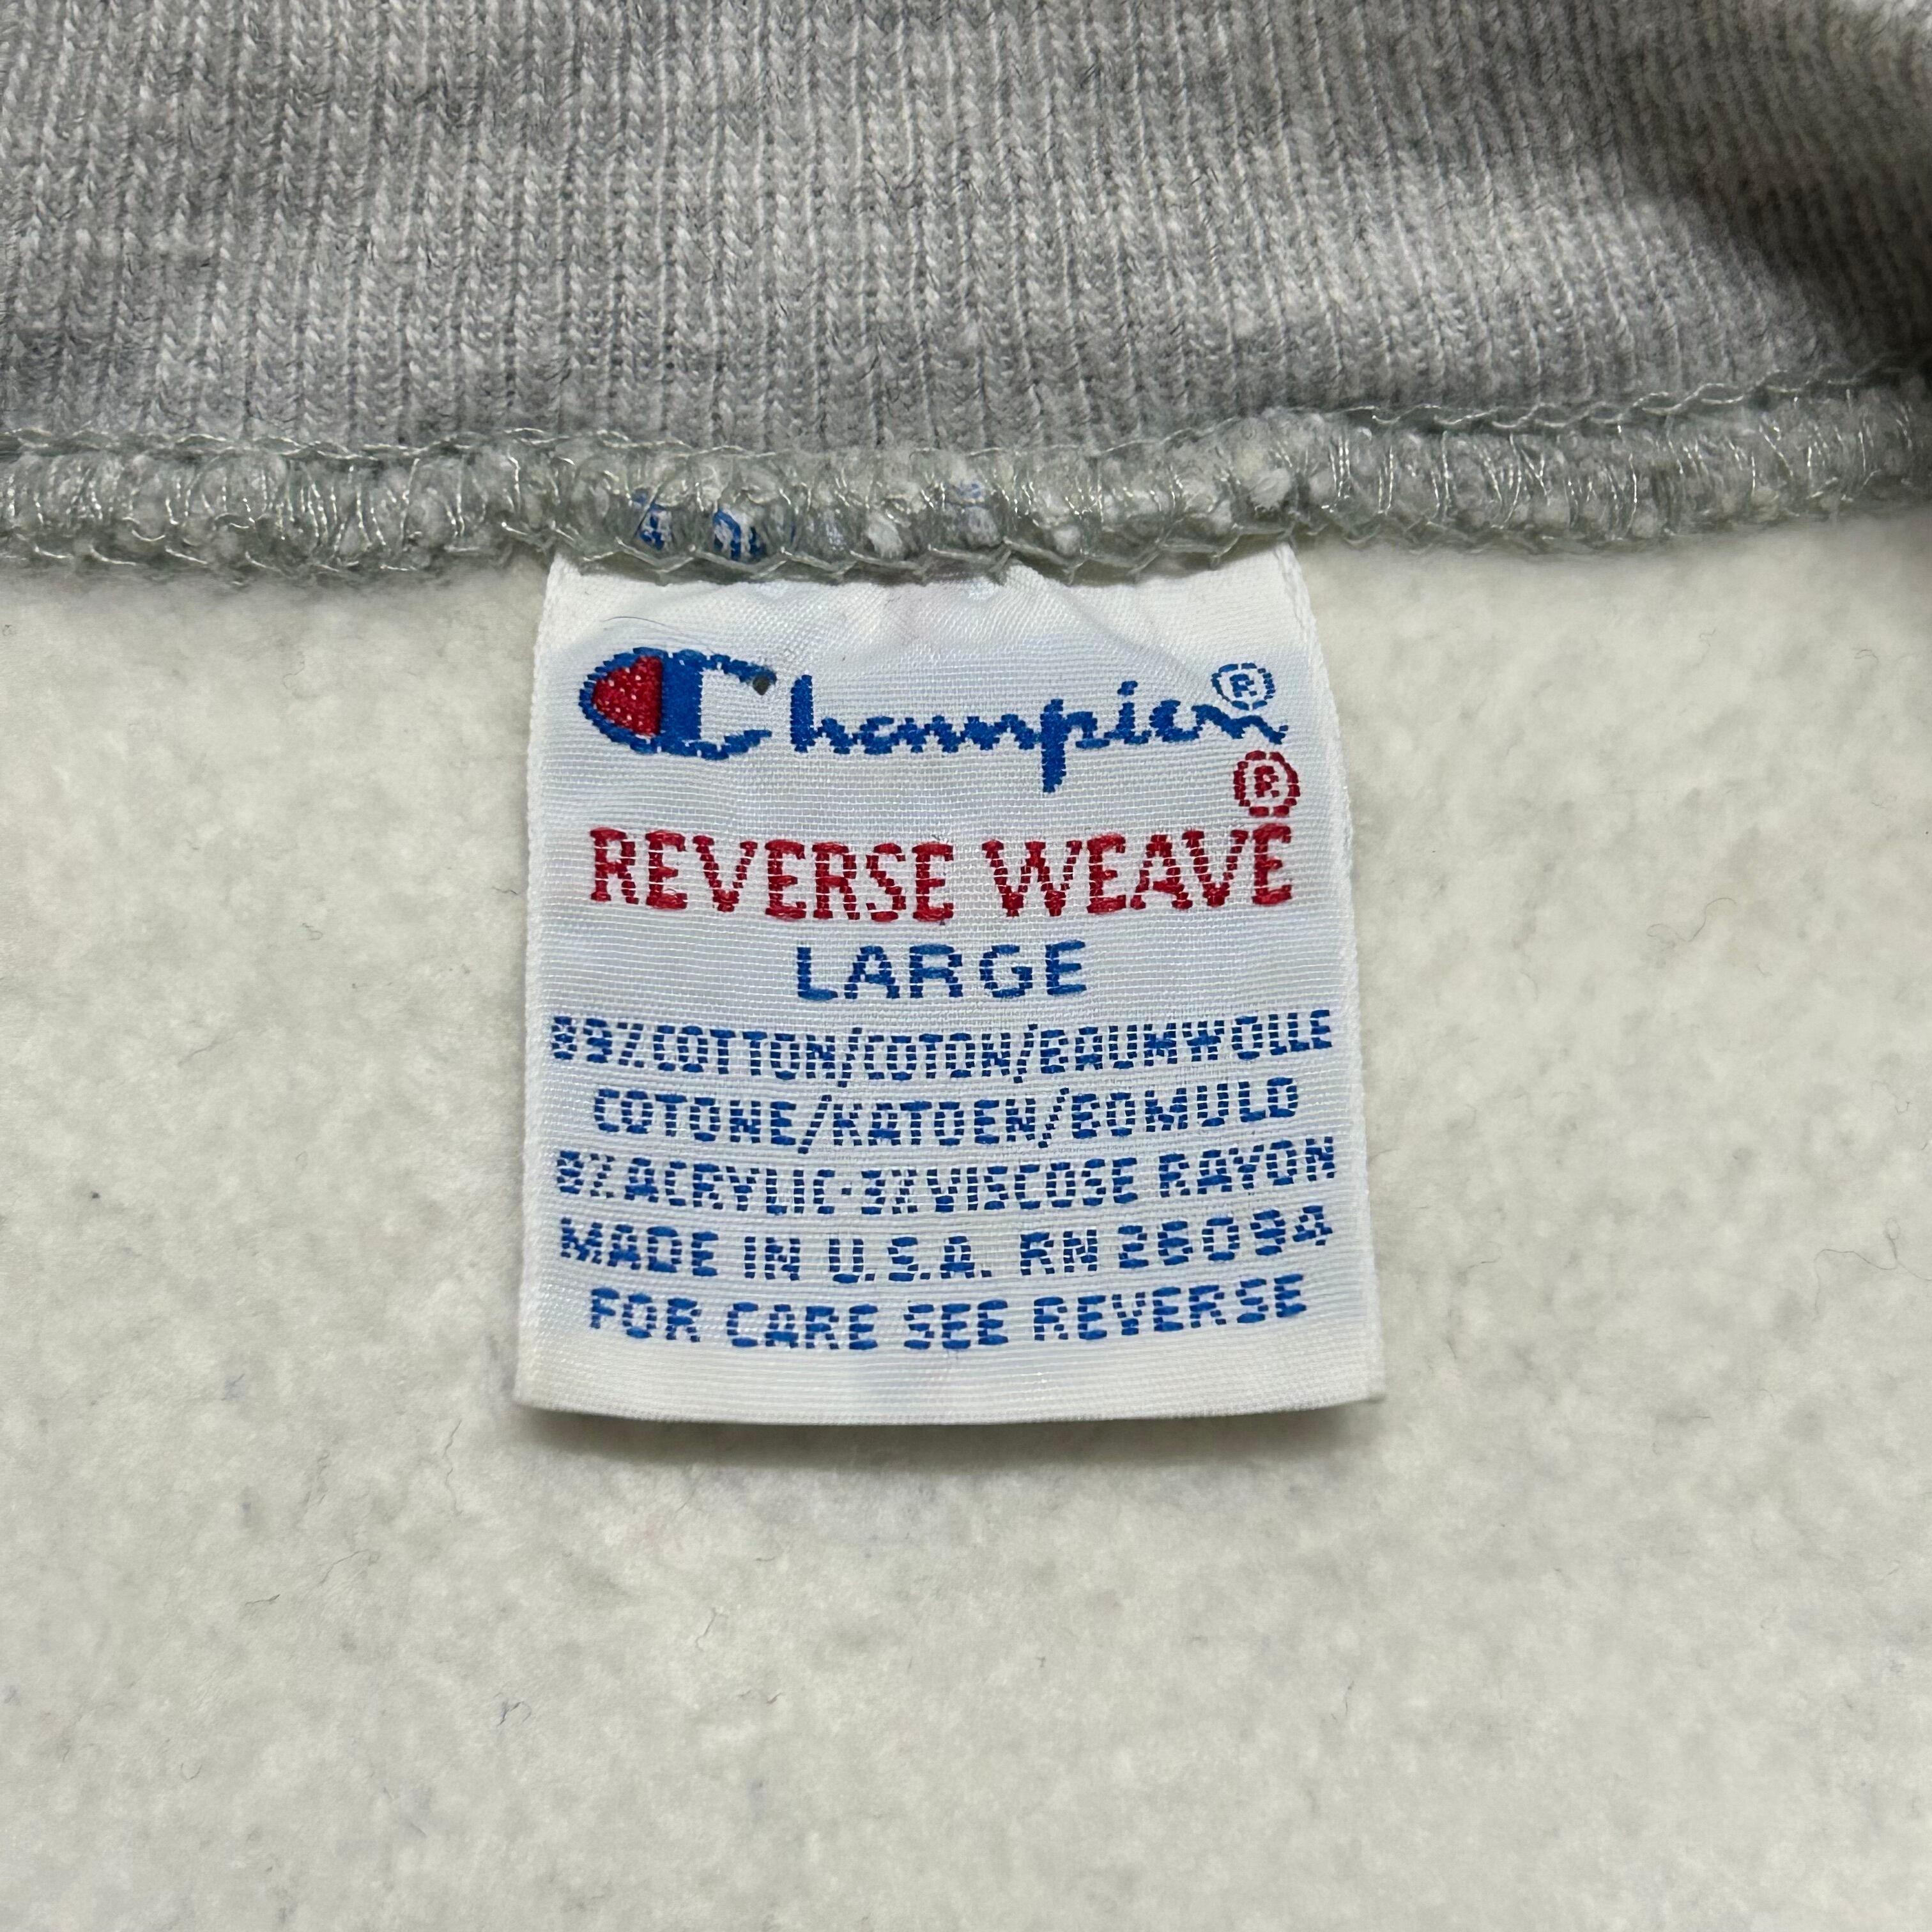 Champion®
®
REVERSE WEAVE
LARGE
89%COTTON/COTON/BAUMWOLLE
COTONE/KATOEN/BOMULD
8%ACRYLIC-3%VISCOSE RAYON
MADE IN U.S.A. RN 26094
FOR CARE SEE REVERSE